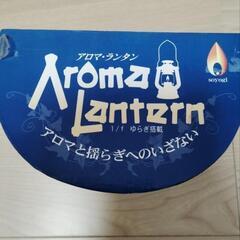 アロマ・ランタン
Aroma
Lantern
1/f ゆらぎ搭載
アロマと揺らぎへのいざない
soyogi